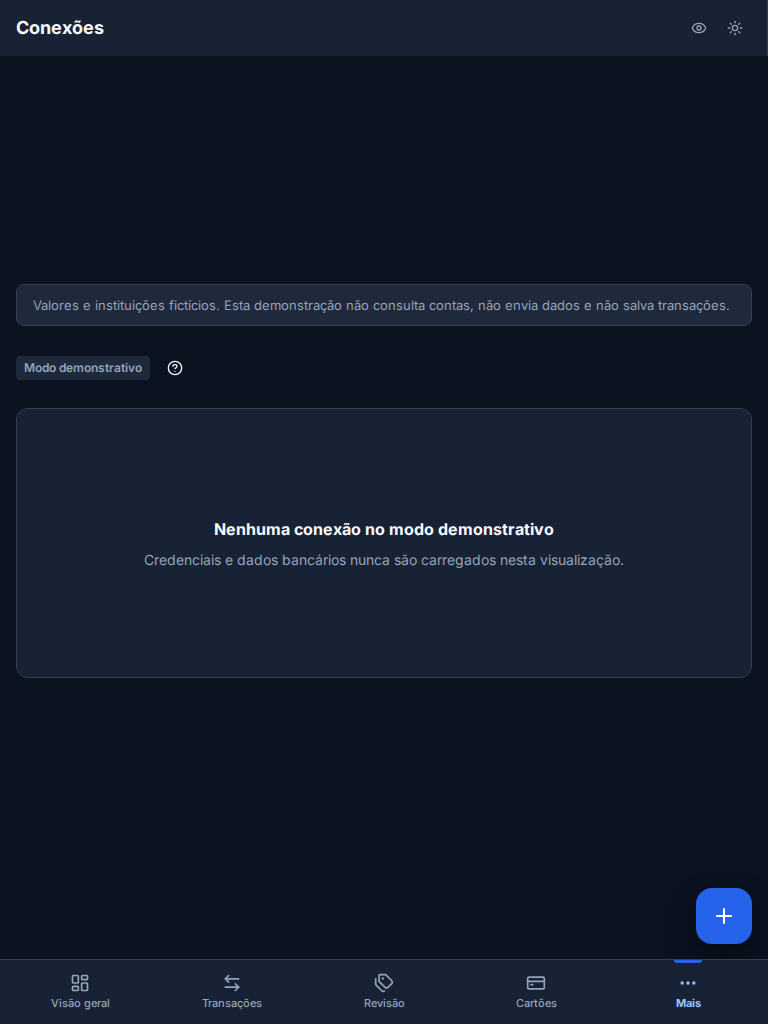 Conexões
Valores e instituições fictícios. Esta demonstração não consulta contas, não envia dados e não salva transações.
Modo demonstrativo
Nenhuma conexão no modo demonstrativo
Credenciais e dados bancários nunca são carregados nesta visualização.
Visão geral
Transações
Revisão
Cartões
Mais